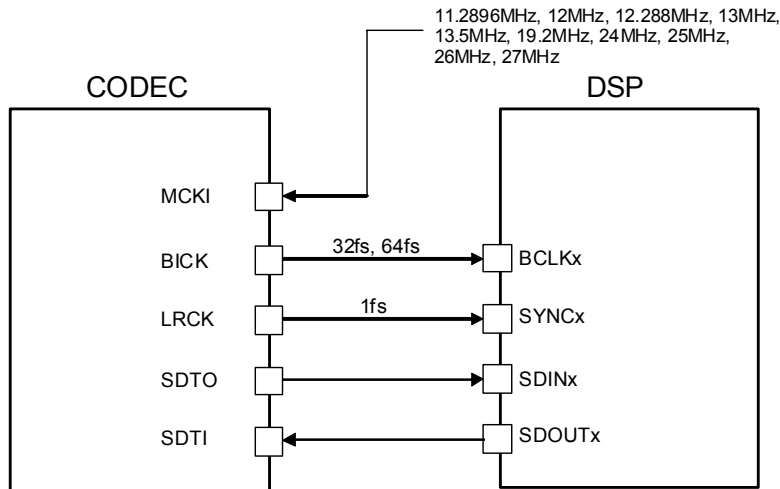 11.2896MHz, 12MHz, 12.288MHz, 13MHz,
13.5MHz, 19.2MHz, 24MHz, 25MHz,
26MHz, 27MHz
CODEC
DSP
MCKI
BICK
32fs, 64fs
BCLKx
LRCK
1fs
SYNCx
SDTO
SDINx
SDTI
SDOUTx